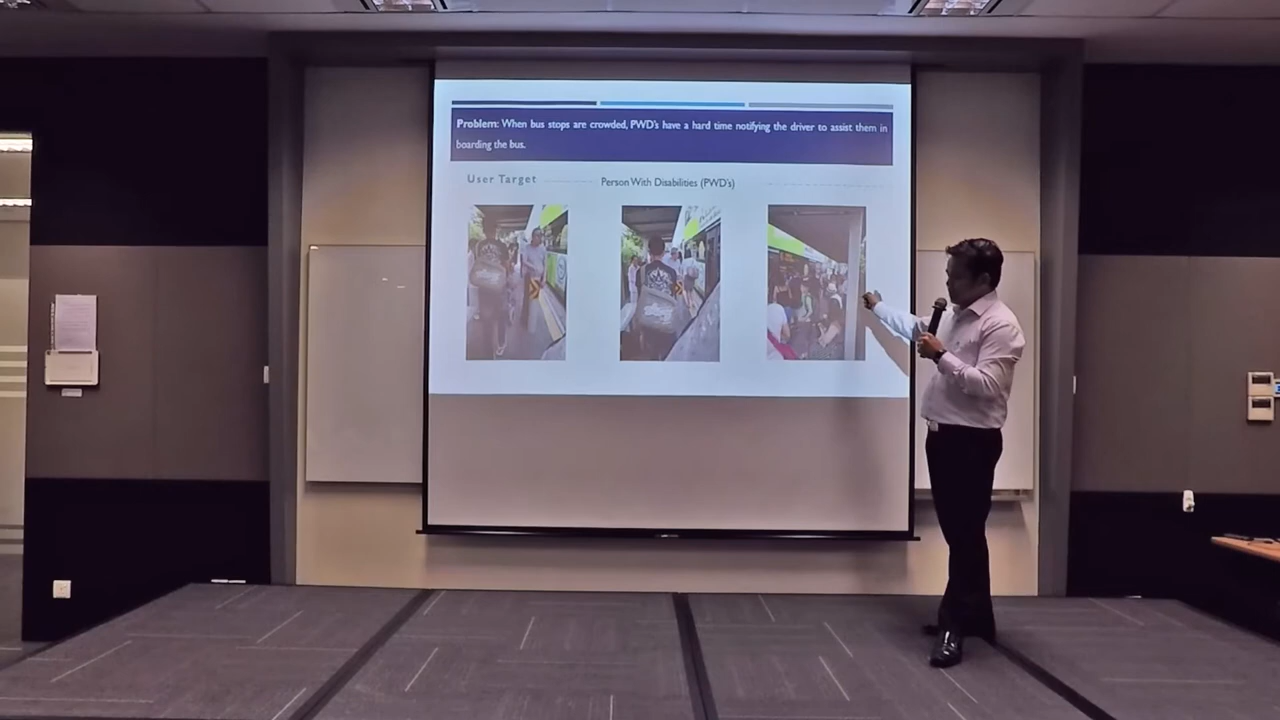 Problem: When bus stops are crowded, PWD's have a hard time notifying the driver to assist them in
boarding the bus.
User Target
Person With Disabilities (PWD's)